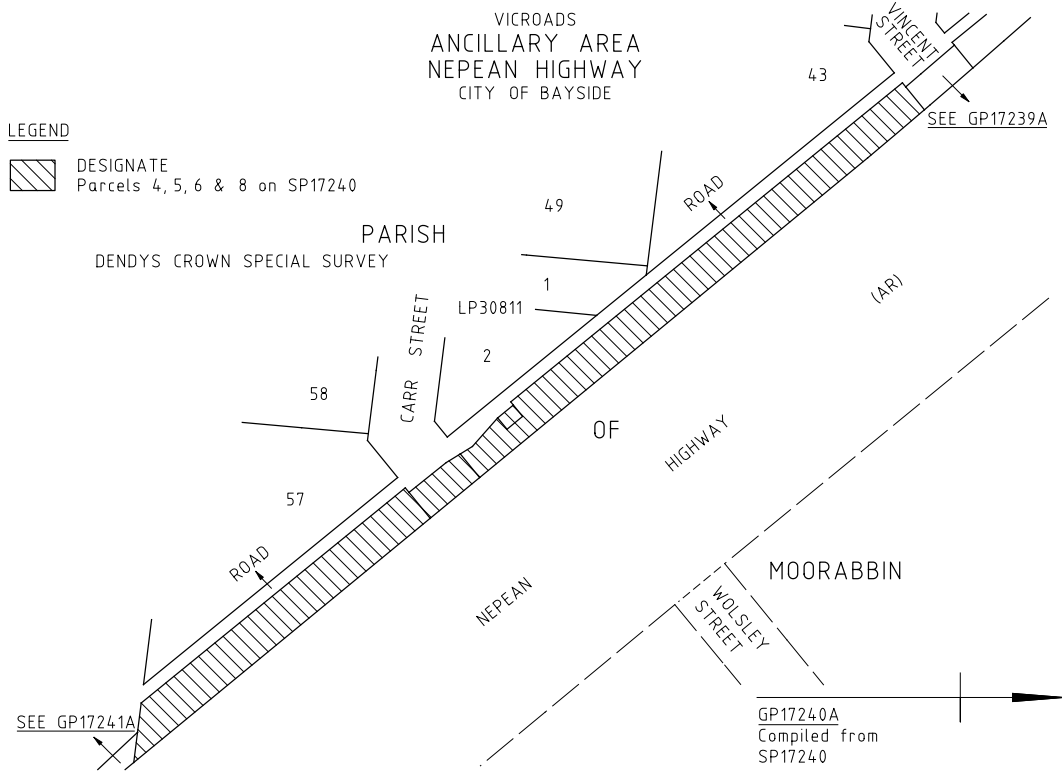 VICROADS
ANCILLARY AREA
NEPEAN HIGHWAY
CITY OF BAYSIDE
VINCENT
STREET
43
SEE GP17239A
LEGEND
DESIGNATE
Parcels 4, 5, 6 & 8 on SP17240
ROAD
49
PARISH
DENDYS CROWN SPECIAL SURVEY
1
LP30811
(AR)
CARR STREET
2
58
OF
HIGHWAY
57
ROAD
MOORABBIN
NEPEAN
WOLSLEY
STREET
SEE GP17241A
GP17240A
Compiled from
SP17240